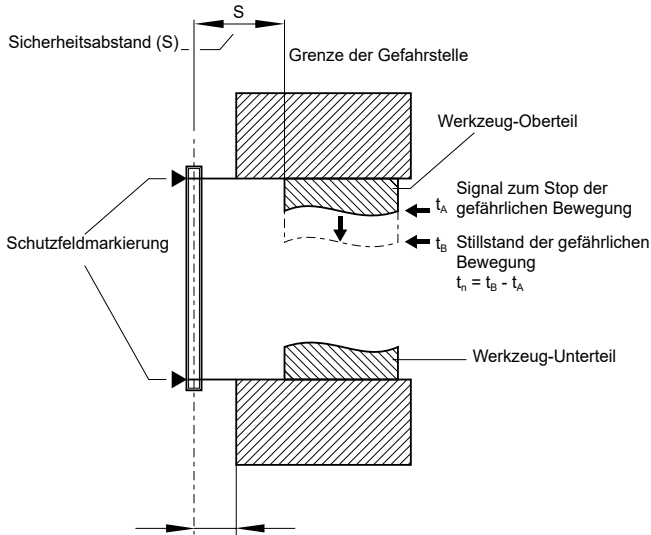 S
Sicherheitsabstand (S)
Grenze der Gefahrstelle
Werkzeug-Oberteil
tA Signal zum Stop der
gefährlichen Bewegung
Schutzfeldmarkierung
tB Stillstand der gefährlichen
Bewegung
tn = tB - tA
Werkzeug-Unterteil